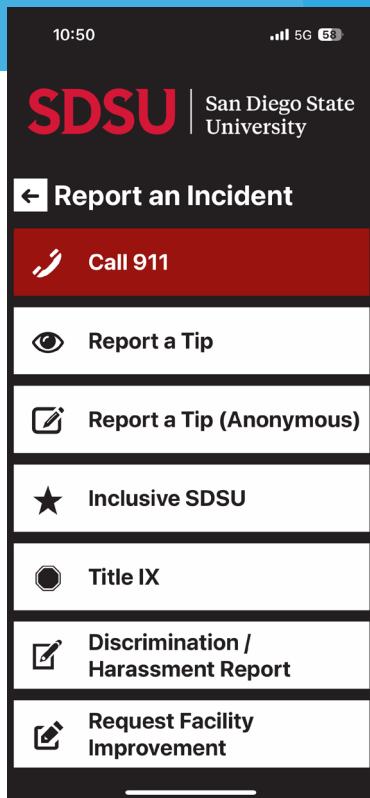 10:50
5G 58
SDSU
San Diego State
University
Report an Incident
Call 911
Report a Tip
Report a Tip (Anonymous)
Inclusive SDSU
Title IX
Discrimination /
Harassment Report
Request Facility
Improvement